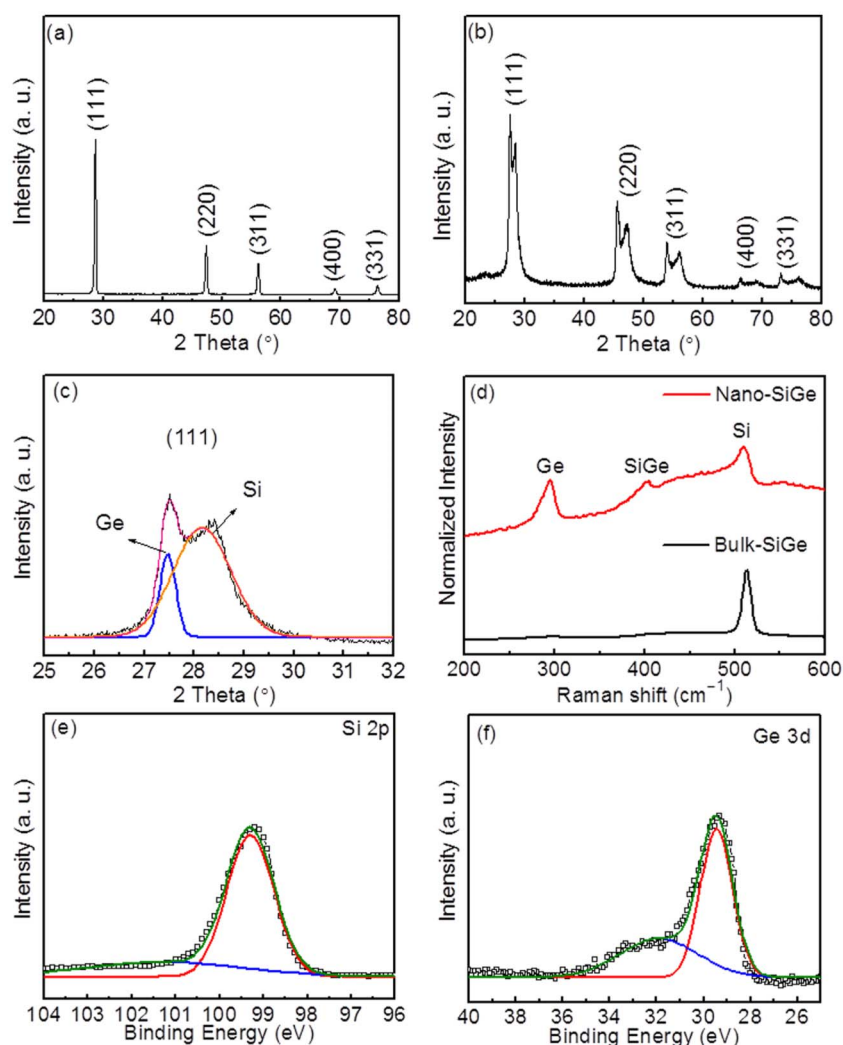 (a)
(111)
(220)
(311)
(400)
(331)
Intensity (a. u.)
20 30 40 50 60 70 80
2 Theta (°)
(b)
(111)
(220)
(311)
(400)
(331)
Intensity (a. u.)
20 30 40 50 60 70 80
2 Theta (°)
(c)
(111)
Si
Ge
Intensity (a. u.)
25 26 27 28 29 30 31 32
2 Theta (°)
(d)
Nano-SiGe
Si
Ge
SiGe
Bulk-SiGe
Normalized Intensity
200 300 400 500 600
Raman shift (cm⁻¹)
(e)
Si 2p
Intensity (a. u.)
104 103 102 101 100 99 98 97 96
Binding Energy (eV)
(f)
Ge 3d
Intensity (a. u.)
40 38 36 34 32 30 28 26
Binding Energy (eV)